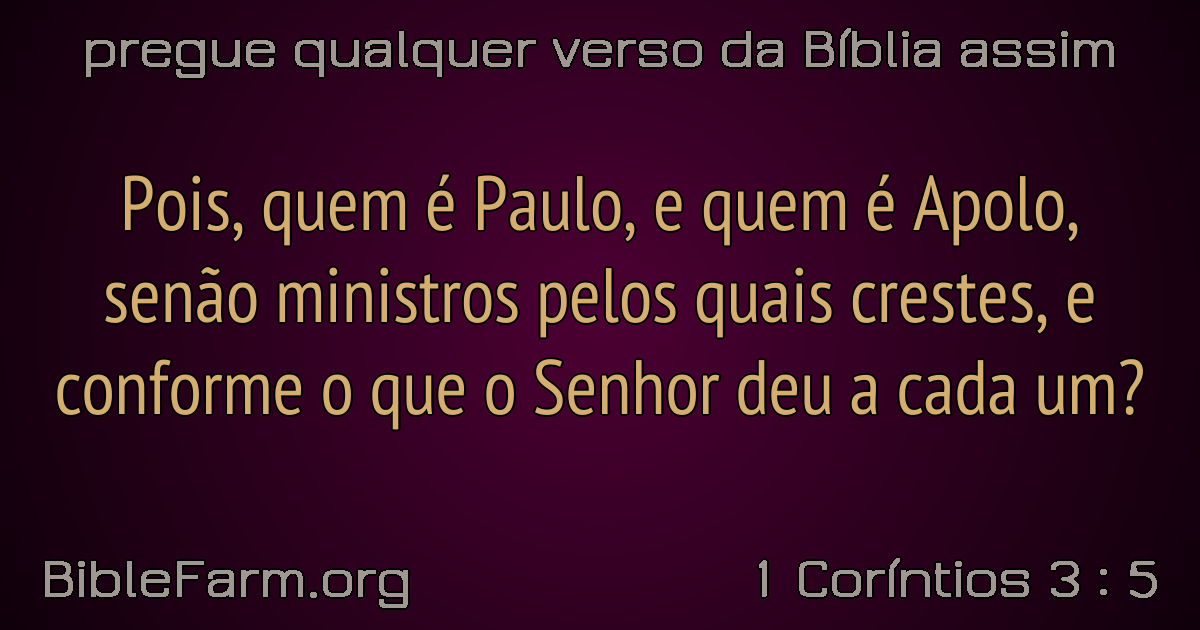 pregue qualquer verso da Bíblia assim
Pois, quem é Paulo, e quem é Apolo,
senão ministros pelos quais crestes, e
conforme o que o Senhor deu a cada um?
BibleFarm.org
1 Coríntios 3 : 5